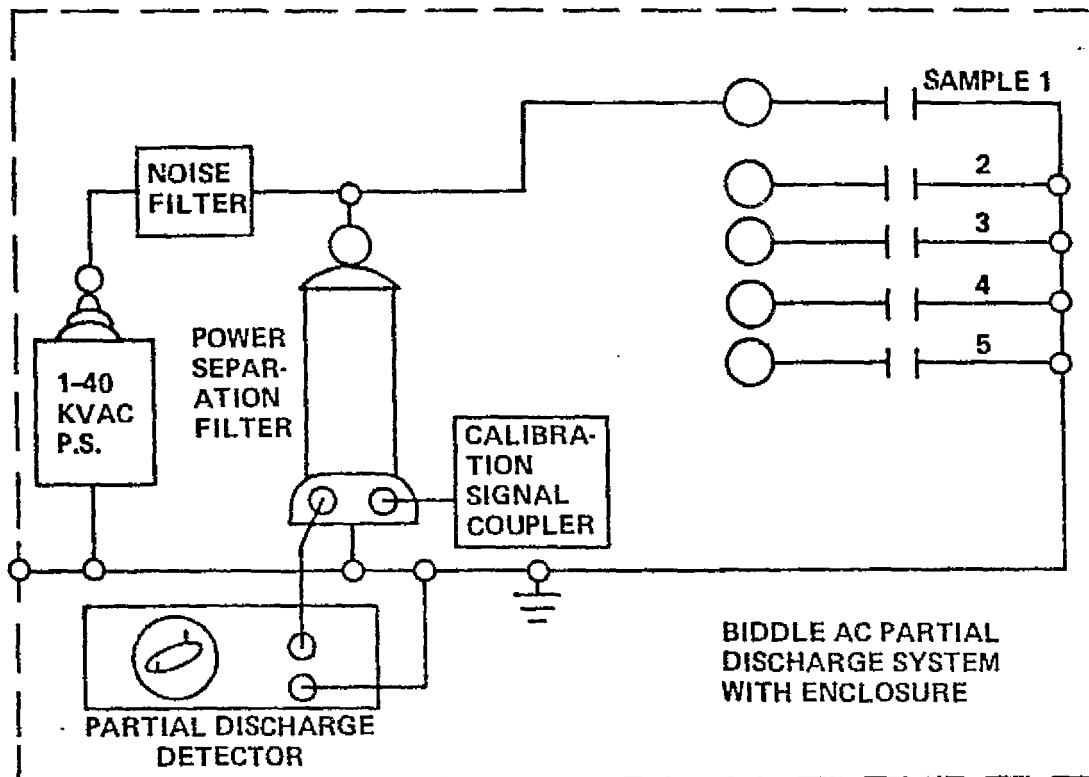 SAMPLE 1
NOISE
FILTER
2
3
4
5
POWER
SEPAR-
ATION
FILTER
1-40
KVAC
P.S.
CALIBRA-
TION
SIGNAL
COUPLER
BIDDLE AC PARTIAL
DISCHARGE SYSTEM
WITH ENCLOSURE
PARTIAL DISCHARGE
DETECTOR